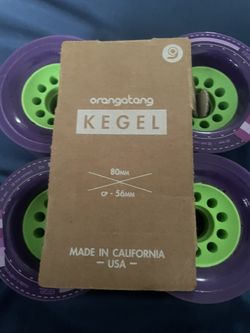 orangatang
KEGEL
80MM
CP - 56MM
MADE IN CALIFORNIA
- USA -